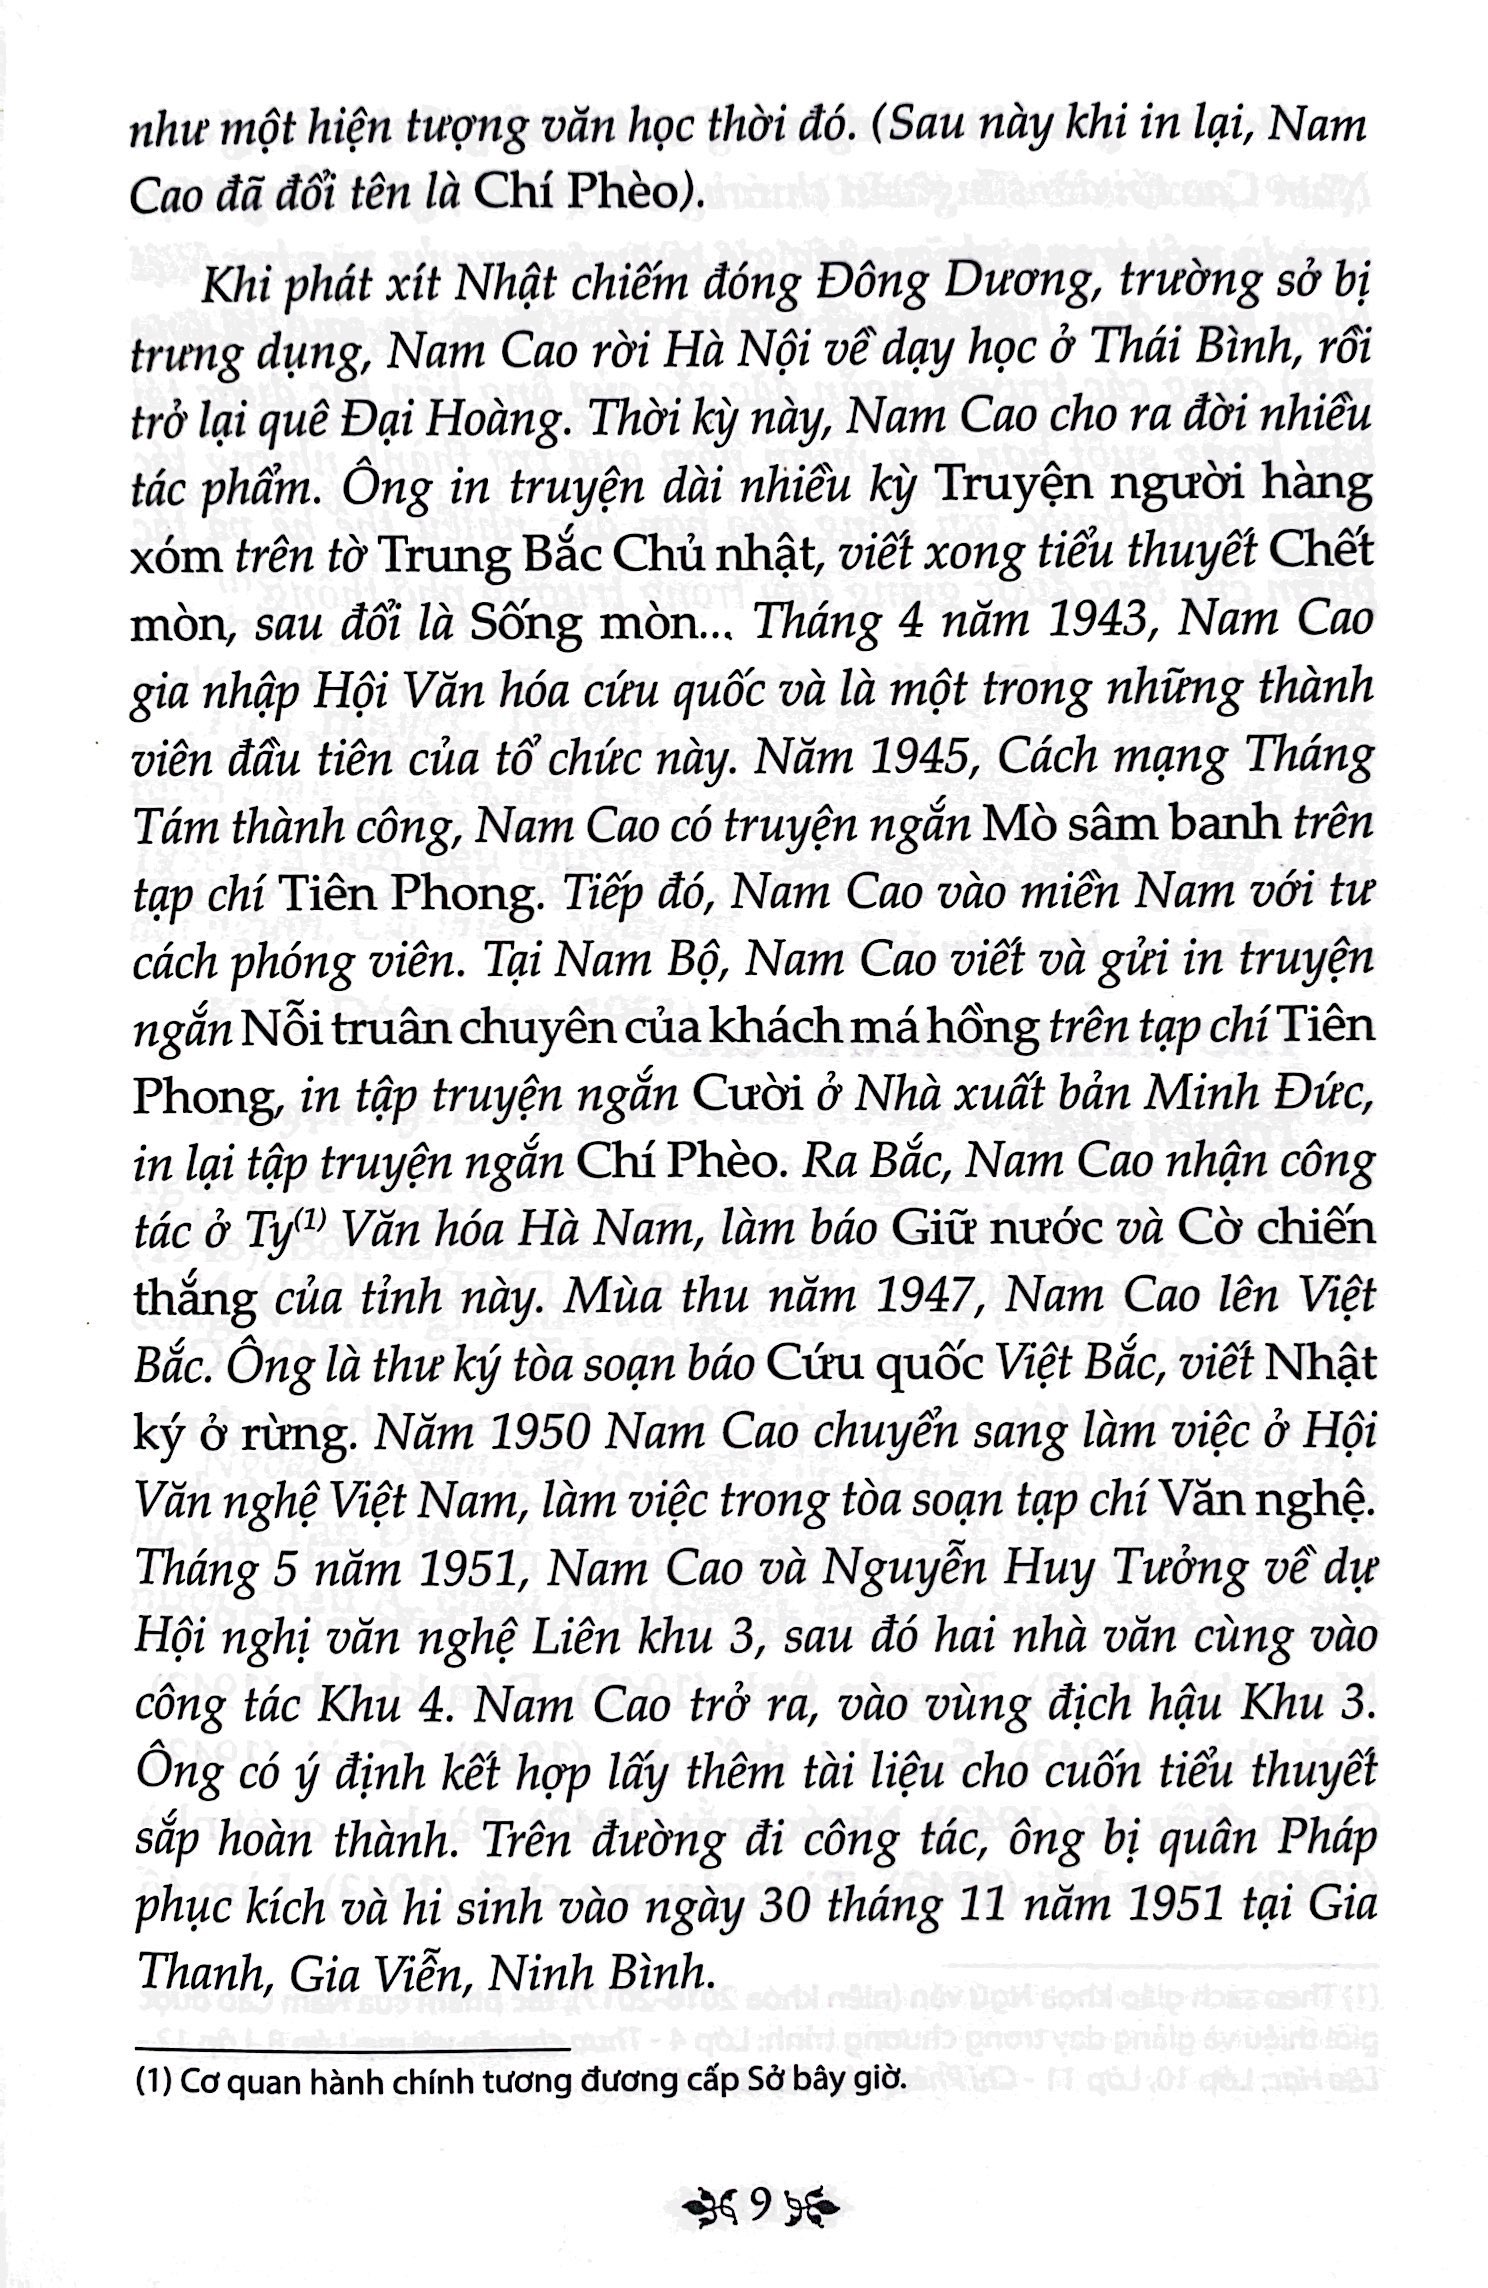 như một hiện tượng văn học thời đó. (Sau này khi in lại, Nam
Cao đã đổi tên là Chí Phèo).
Khi phát xít Nhật chiếm đóng Đông Dương, trường sở bị
trưng dụng, Nam Cao rời Hà Nội về dạy học ở Thái Bình, rồi
trở lại quê Đại Hoàng. Thời kỳ này, Nam Cao cho ra đời nhiều
tác phẩm. Ông in truyện dài nhiều kỳ Truyện người hàng
xóm trên tờ Trung Bắc Chủ nhật, viết xong tiểu thuyết Chết
mòn, sau đổi là Sống mòn... Tháng 4 năm 1943, Nam Cao
gia nhập Hội Văn hóa cứu quốc và là một trong những thành
viên đầu tiên của tổ chức này. Năm 1945, Cách mạng Tháng
Tám thành công, Nam Cao có truyện ngắn Mò sâm banh trên
tạp chí Tiên Phong. Tiếp đó, Nam Cao vào miền Nam với tư
cách phóng viên. Tại Nam Bộ, Nam Cao viết và gửi in truyện
ngắn Nỗi truân chuyên của khách má hồng trên tạp chí Tiên
Phong, in tập truyện ngắn Cười ở Nhà xuất bản Minh Đức,
in lại tập truyện ngắn Chí Phèo. Ra Bắc, Nam Cao nhận công
tác ở Ty(1) Văn hóa Hà Nam, làm báo Giữ nước và Cờ chiến
thắng của tỉnh này. Mùa thu năm 1947, Nam Cao lên Việt
Bắc. Ông là thư ký tòa soạn báo Cứu quốc Việt Bắc, viết Nhật
ký ở rừng. Năm 1950 Nam Cao chuyển sang làm việc ở Hội
Văn nghệ Việt Nam, làm việc trong tòa soạn tạp chí Văn nghệ.
Tháng 5 năm 1951, Nam Cao và Nguyễn Huy Tưởng về dự
Hội nghị văn nghệ Liên khu 3, sau đó hai nhà văn cùng vào
công tác Khu 4. Nam Cao trở ra, vào vùng địch hậu Khu 3.
Ông có ý định kết hợp lấy thêm tài liệu cho cuốn tiểu thuyết
sắp hoàn thành. Trên đường đi công tác, ông bị quân Pháp
phục kích và hi sinh vào ngày 30 tháng 11 năm 1951 tại Gia
Thanh, Gia Viễn, Ninh Bình.
(1) Cơ quan hành chính tương đương cấp Sở bây giờ.
9